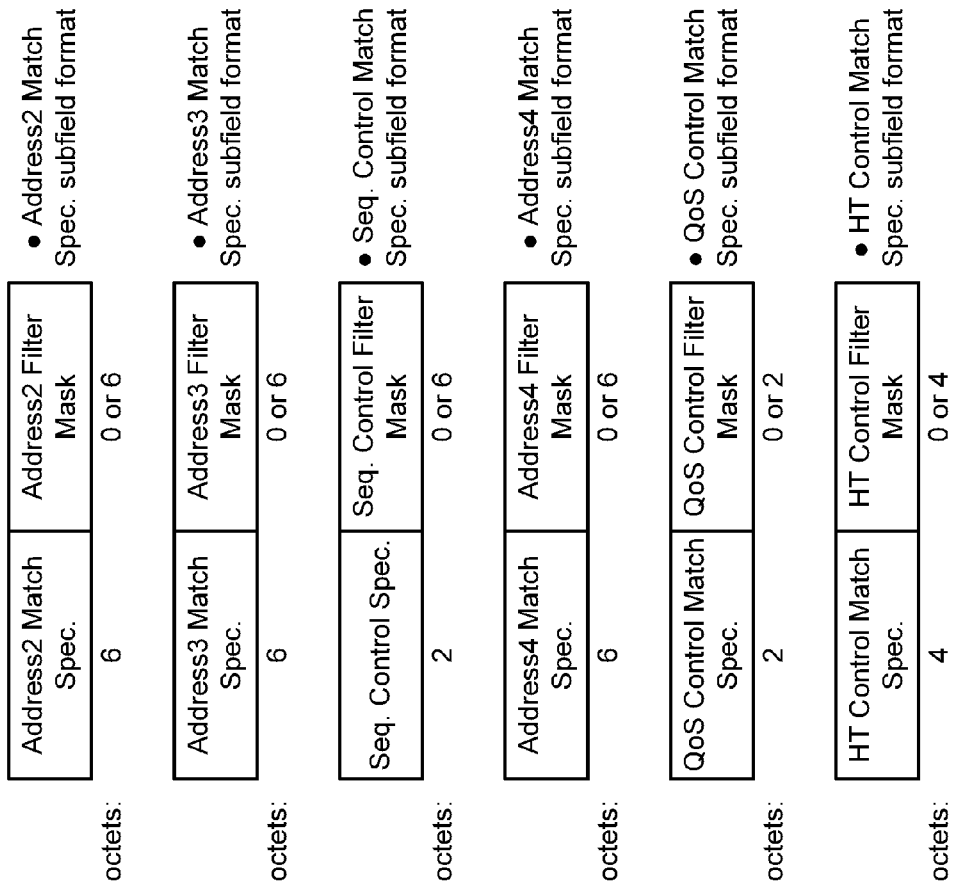 Address2 Match
Spec.
Address2 Filter
Mask
● Address2 Match
Spec. subfield format
octets:
6
0 or 6
Address3 Match
Spec.
Address3 Filter
Mask
● Address3 Match
Spec. subfield format
octets:
6
0 or 6
Seq. Control Spec.
Seq. Control Filter
Mask
● Seq. Control Match
Spec. subfield format
octets:
2
0 or 6
Address4 Match
Spec.
Address4 Filter
Mask
● Address4 Match
Spec. subfield format
octets:
6
0 or 6
QoS Control Match
Spec.
QoS Control Filter
Mask
● QoS Control Match
Spec. subfield format
octets:
2
0 or 2
HT Control Match
Spec.
HT Control Filter
Mask
● HT Control Match
Spec. subfield format
octets:
4
0 or 4